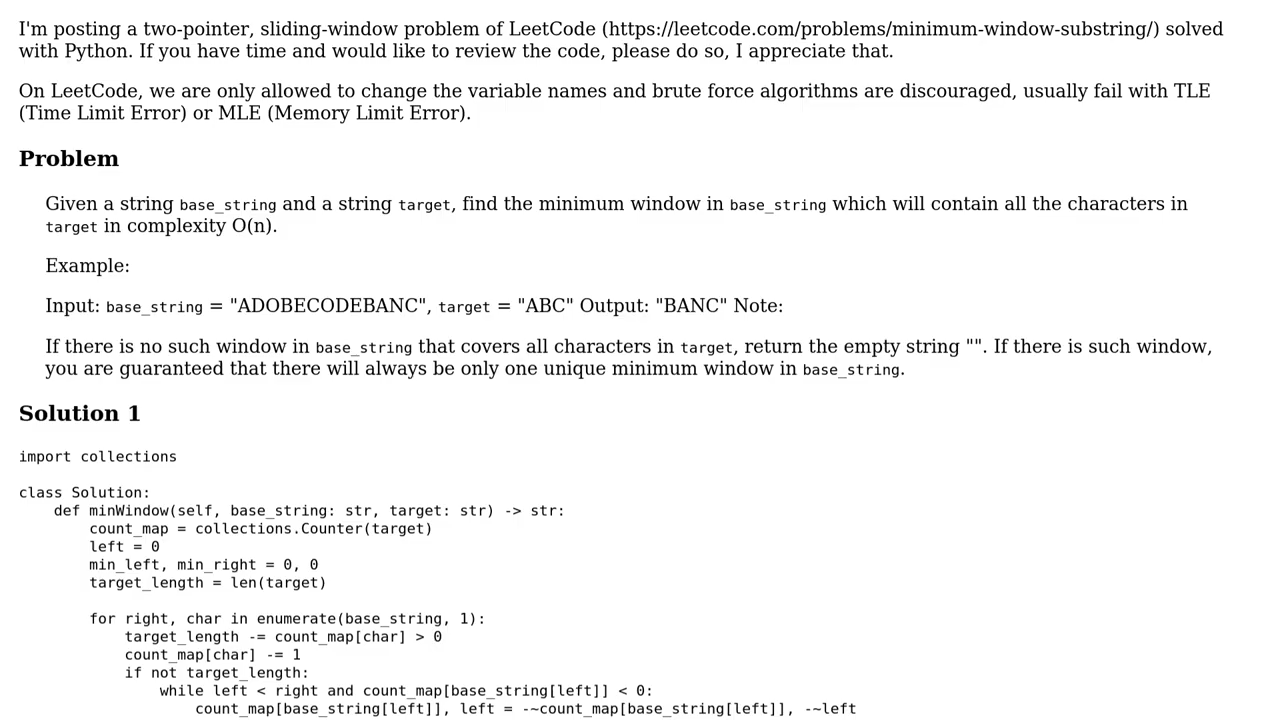 I'm posting a two-pointer, sliding-window problem of LeetCode (https://leetcode.com/problems/minimum-window-substring/) solved
with Python. If you have time and would like to review the code, please do so, I appreciate that.
On LeetCode, we are only allowed to change the variable names and brute force algorithms are discouraged, usually fail with TLE
(Time Limit Error) or MLE (Memory Limit Error).
Problem
Given a string base_string and a string target, find the minimum window in base_string which will contain all the characters in
target in complexity O(n).
Example:
Input: base_string = "ADOBECODEBANC", target = "ABC" Output: "BANC" Note:
If there is no such window in base_string that covers all characters in target, return the empty string "". If there is such window,
you are guaranteed that there will always be only one unique minimum window in base_string.
Solution 1
import collections
class Solution:
    def minWindow(self, base_string: str, target: str) -> str:
        count_map = collections.Counter(target)
        left = 0
        min_left, min_right = 0, 0
        target_length = len(target)
        for right, char in enumerate(base_string, 1):
            target_length -= count_map[char] > 0
            count_map[char] -= 1
            if not target_length:
                while left < right and count_map[base_string[left]] < 0:
                    count_map[base_string[left]], left = -~count_map[base_string[left]], -~left